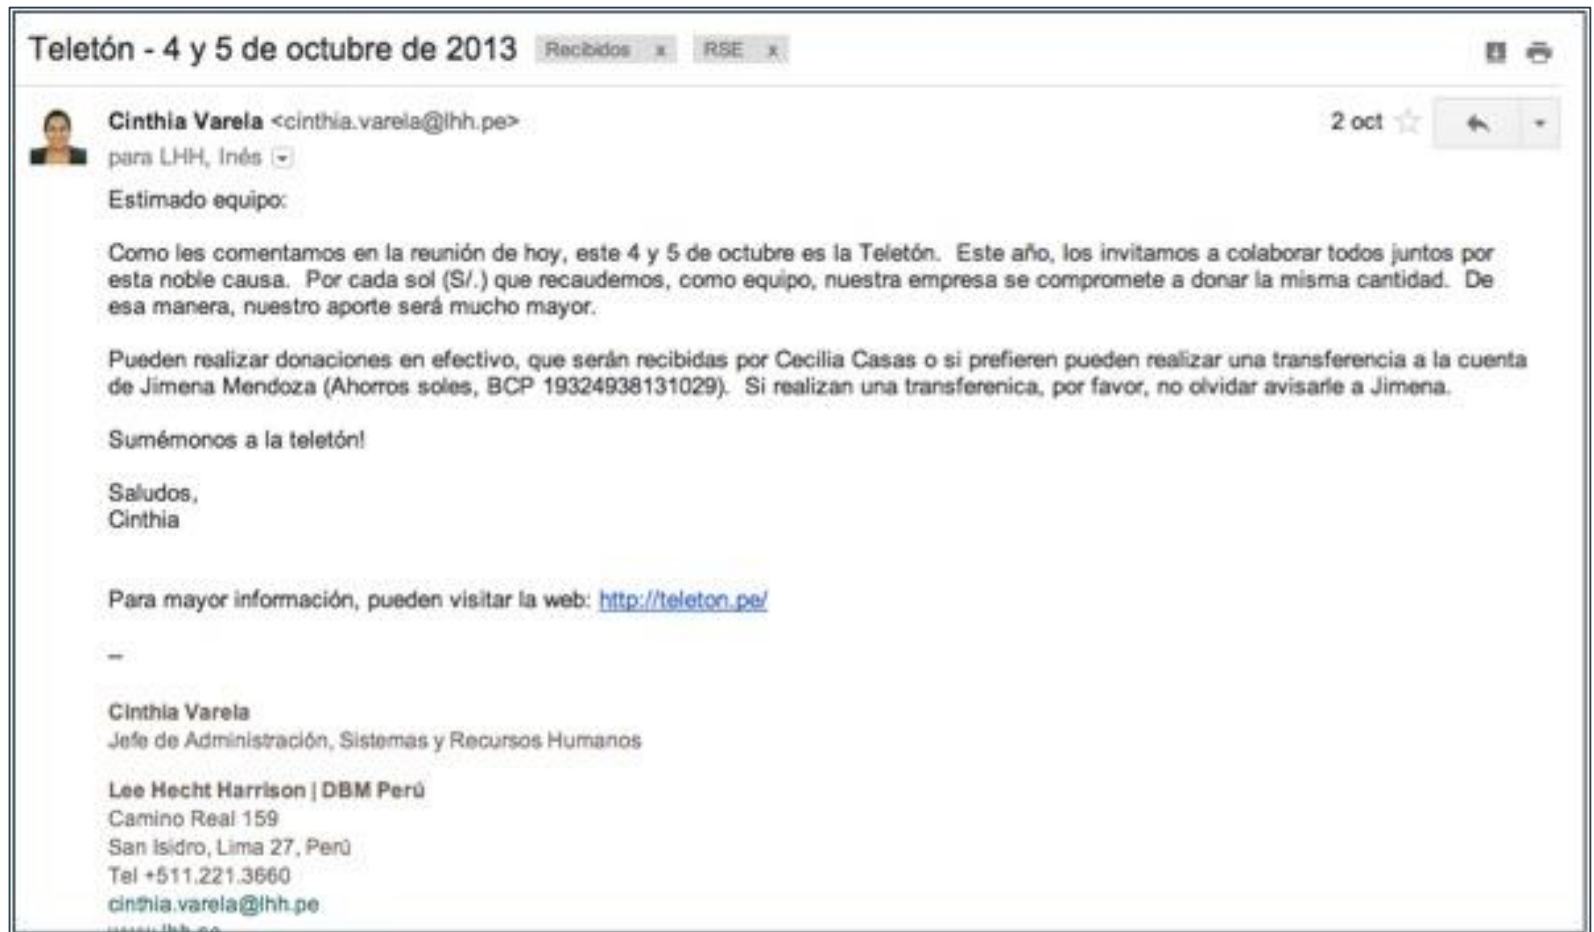 Teletón - 4 y 5 de octubre de 2013 Recibidos x RSE x
Cinthia Varela <cinthia.varela@lhh.pe> 2 oct
para LHH, Inés
Estimado equipo:
Como les comentamos en la reunión de hoy, este 4 y 5 de octubre es la Teletón. Este año, los invitamos a colaborar todos juntos por
esta noble causa. Por cada sol (S/.) que recaudemos, como equipo, nuestra empresa se compromete a donar la misma cantidad. De
esa manera, nuestro aporte será mucho mayor.
Pueden realizar donaciones en efectivo, que serán recibidas por Cecilia Casas o si prefieren pueden realizar una transferencia a la cuenta
de Jimena Mendoza (Ahorros soles, BCP 19324938131029). Si realizan una transferenica, por favor, no olvidar avisarle a Jimena.
Sumémonos a la teletón!
Saludos,
Cinthia
Para mayor información, pueden visitar la web: http://teleton.pe/
--
Cinthia Varela
Jefe de Administración, Sistemas y Recursos Humanos
Lee Hecht Harrison | DBM Perú
Camino Real 159
San Isidro, Lima 27, Perú
Tel +511.221.3660
cinthia.varela@lhh.pe
www.lhh.pe